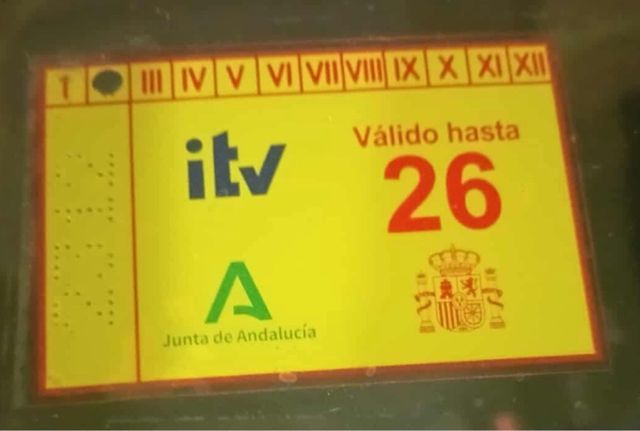 I III IV V VI VII VIII IX X XI XII
itv
Válido hasta
26
Junta de Andalucía